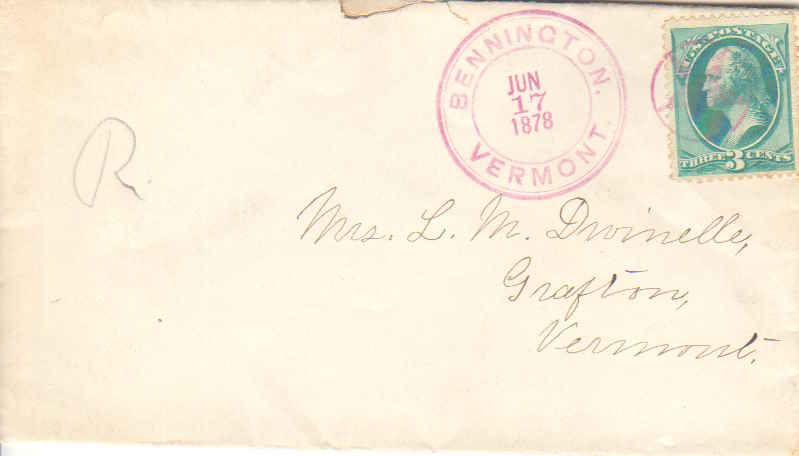 BENNINGTON.
JUN
17
1878
VERMONT.
U.S. POSTAGE
THREE 3 CENTS
R.
Mrs. L. M. Dwinelle,
Grafton,
Vermont.